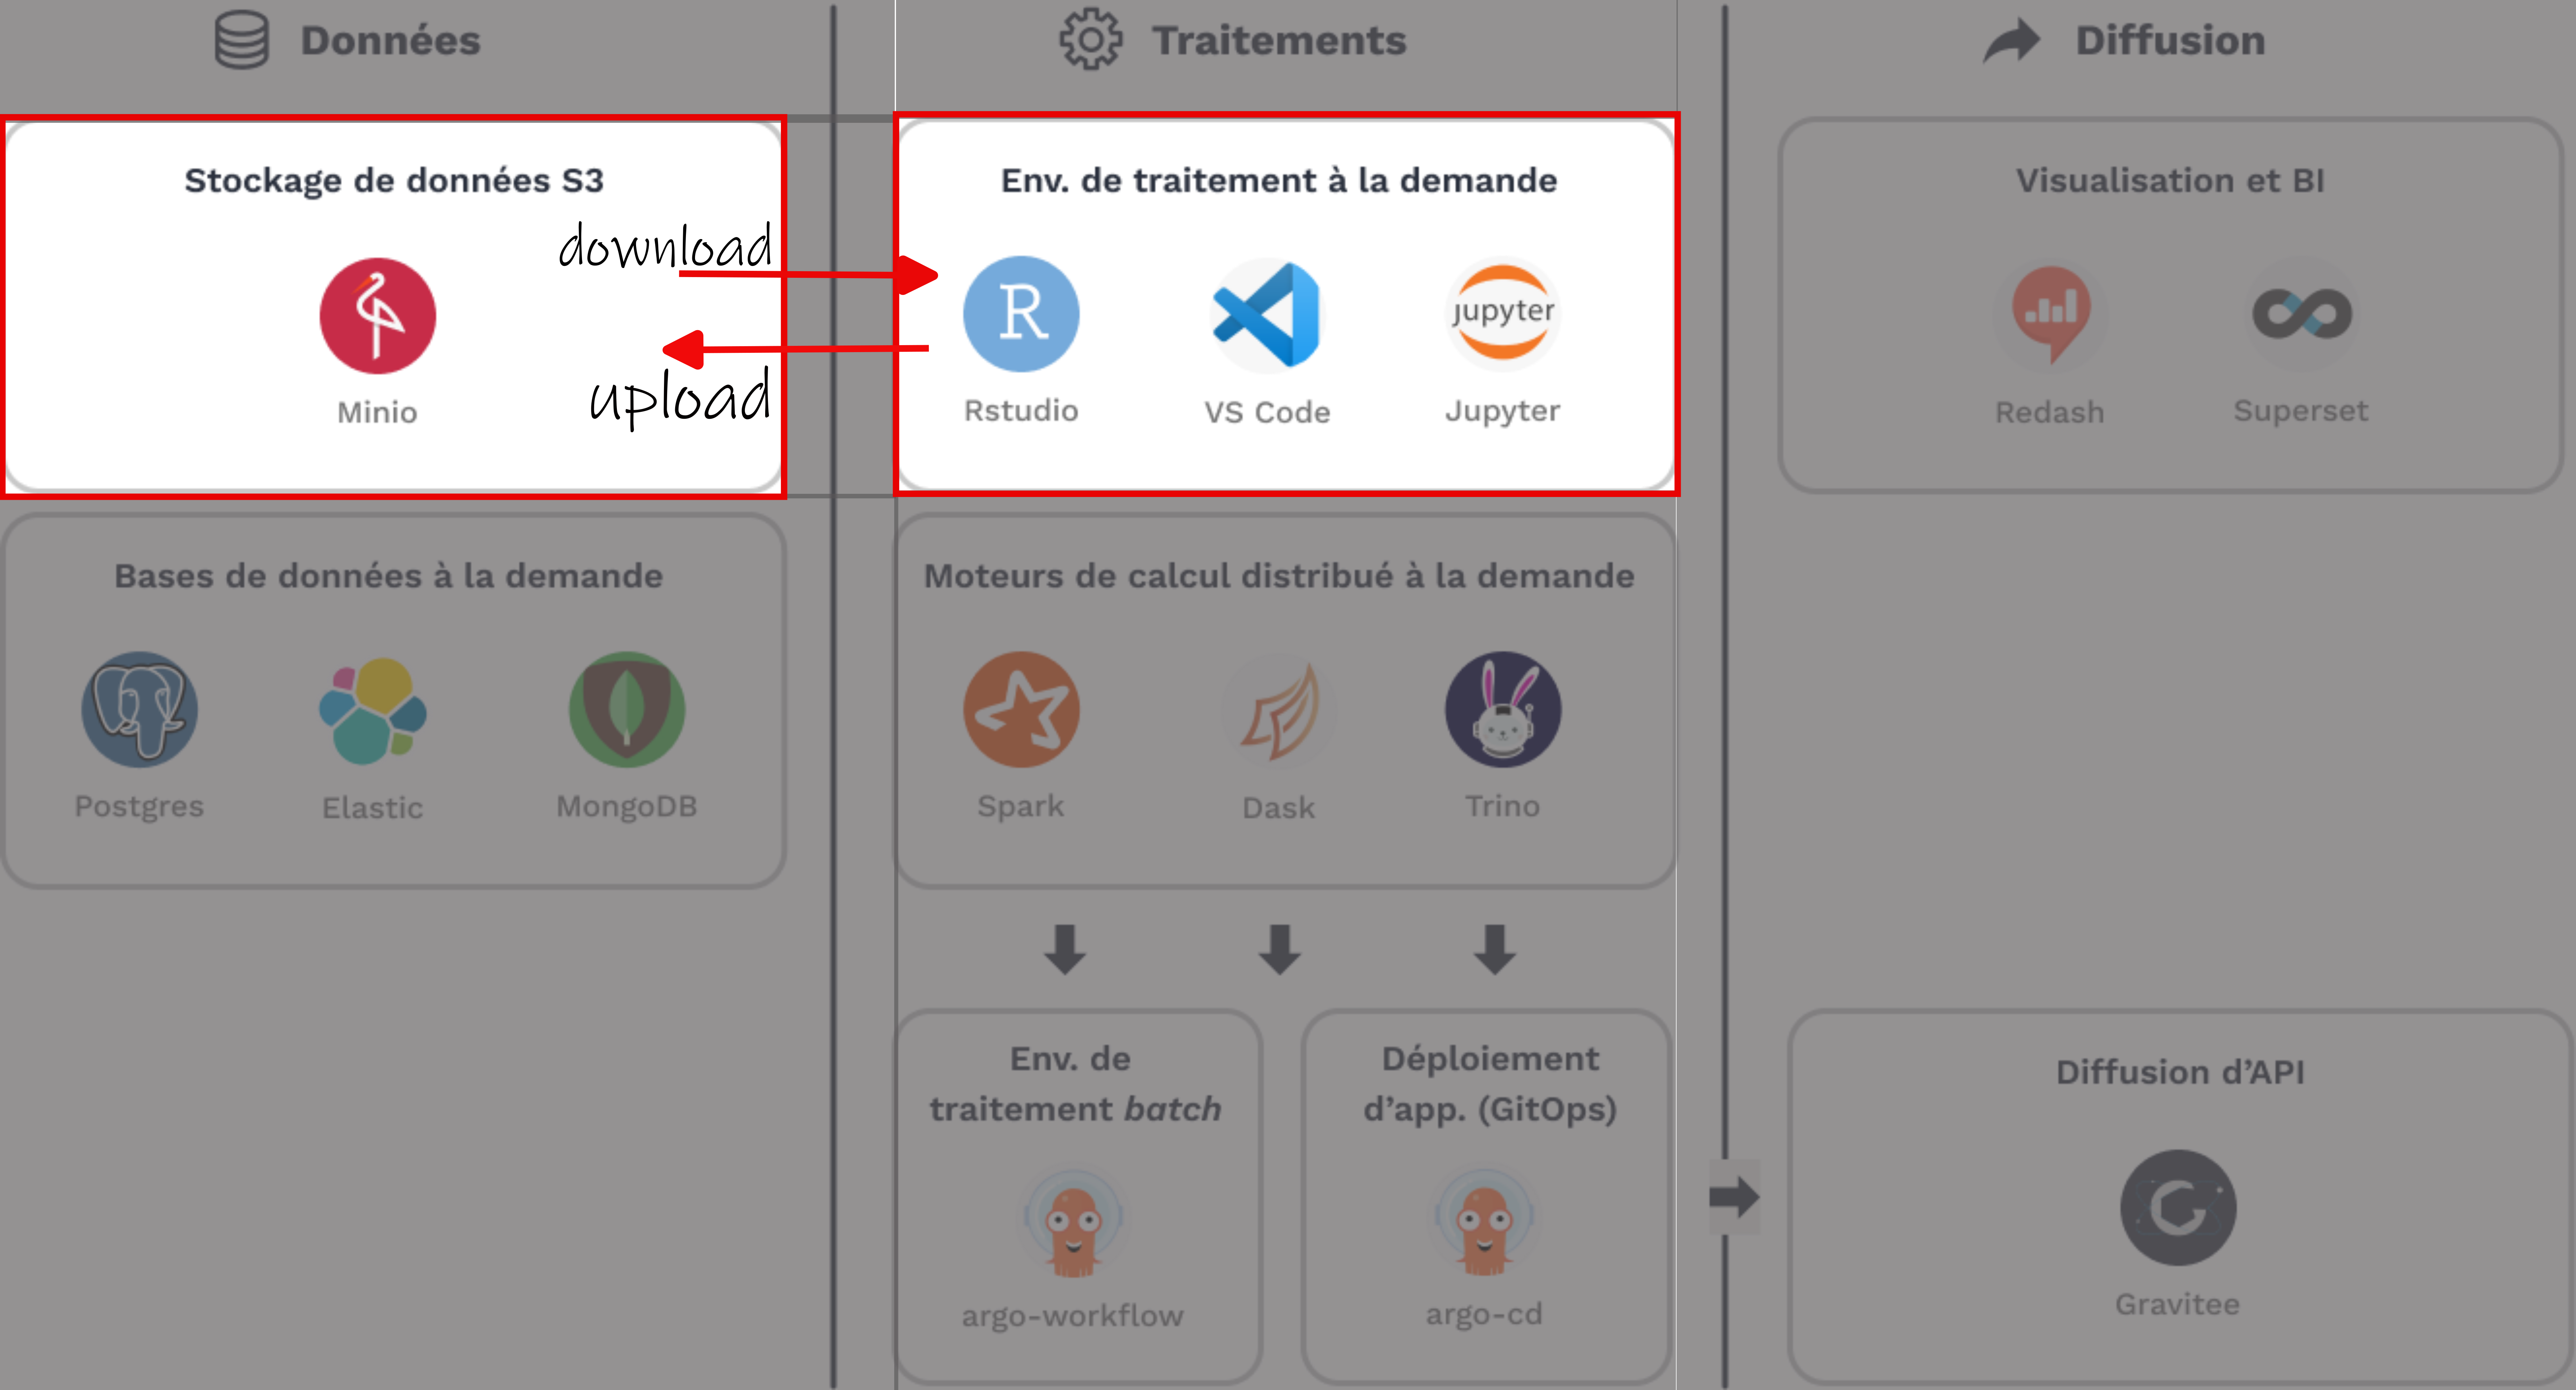 Données
Traitements
Diffusion
Stockage de données S3
download
upload
Minio
Env. de traitement à la demande
R
jupyter
Rstudio
VS Code
Jupyter
Visualisation et BI
Redash
Superset
Bases de données à la demande
Postgres
Elastic
MongoDB
Moteurs de calcul distribué à la demande
Spark
Dask
Trino
Env. de
traitement batch
argo-workflow
Déploiement
d’app. (GitOps)
argo-cd
Diffusion d’API
Gravitee